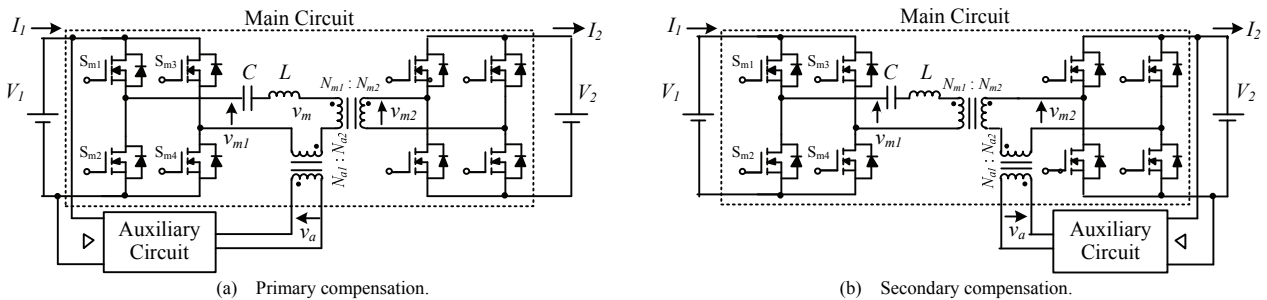 Main Circuit
I1
I2
Sm1
Sm3
C
L
Nm1 : Nm2
V1
vm
vm2
V2
vm1
Sm2
Sm4
Na1 : Na2
va
Auxiliary
Circuit
(a) Primary compensation.
Main Circuit
I1
I2
Sm1
Sm3
C
L
Nm1 : Nm2
V1
vm2
V2
vm1
Sm2
Sm4
Na1 : Na2
va
Auxiliary
Circuit
(b) Secondary compensation.